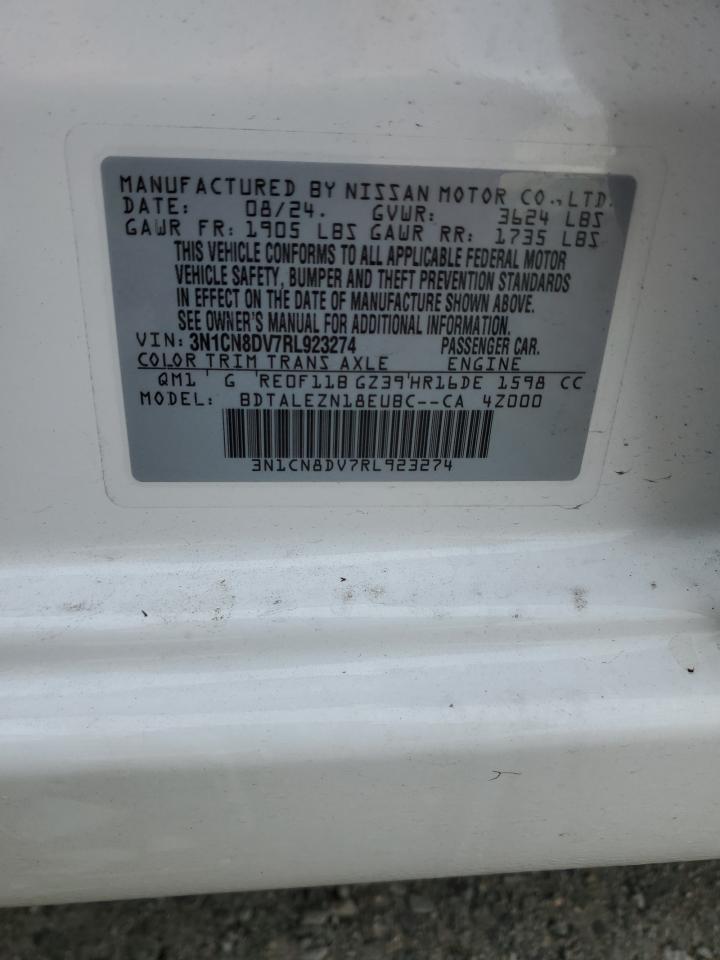 MANUFACTURED BY NISSAN MOTOR CO.,LTD.
DATE: 08/24. GVWR: 3624 LBS
GAWR FR: 1905 LBS GAWR RR: 1735 LBS
THIS VEHICLE CONFORMS TO ALL APPLICABLE FEDERAL MOTOR
VEHICLE SAFETY, BUMPER AND THEFT PREVENTION STANDARDS
IN EFFECT ON THE DATE OF MANUFACTURE SHOWN ABOVE.
SEE OWNER'S MANUAL FOR ADDITIONAL INFORMATION.
VIN: 3N1CN8DV7RL923274 PASSENGER CAR.
COLOR TRIM TRANS AXLE ENGINE
QM1 ' G 'RE0F11B GZ39'HR16DE 1598 CC
MODEL: BDTALEZN18EUBC--CA 4Z000
3N1CN8DV7RL923274